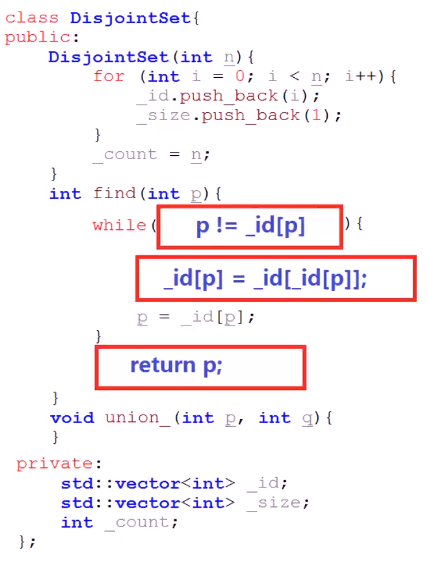 class DisjointSet{
public:
    DisjointSet(int n){
        for (int i = 0; i < n; i++){
            _id.push_back(i);
            _size.push_back(1);
        }
        _count = n;
    }
    int find(int p){
        while( p != _id[p] ){
            _id[p] = _id[_id[p]];
            p = _id[p];
        }
        return p;
    }
    void union_(int p, int q){
    }
private:
    std::vector<int> _id;
    std::vector<int> _size;
    int _count;
};